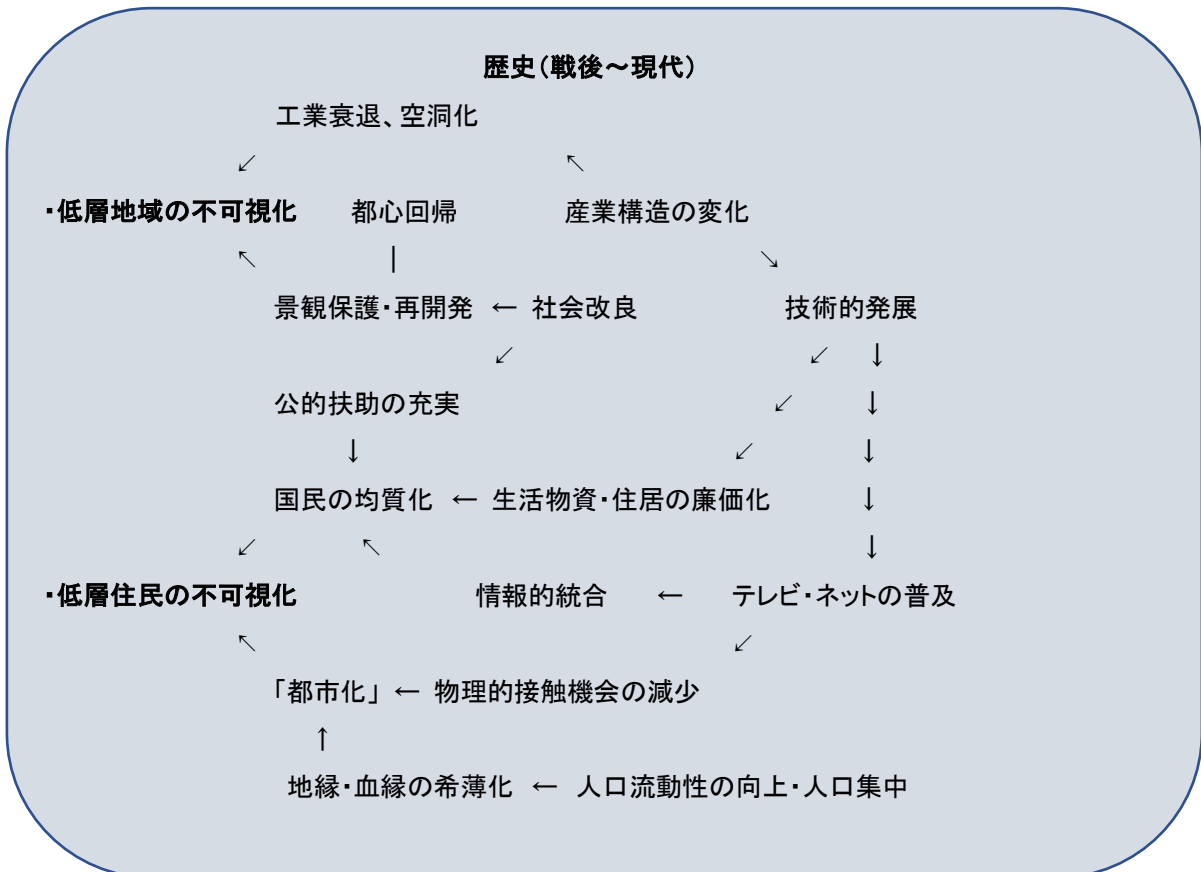 歴史(戦後～現代)
工業衰退、空洞化
↙ ↖
・低層地域の不可視化 都心回帰 産業構造の変化
↖ | ↘
景観保護・再開発 ← 社会改良 技術的発展
↙ ↙ ↓
公的扶助の充実 ↙ ↓
↓ ↙ ↓
国民の均質化 ← 生活物資・住居の廉価化 ↓
↙ ↖ ↓
・低層住民の不可視化 情報的統合 ← テレビ・ネットの普及
↖ ↙
「都市化」 ← 物理的接触機会の減少
↑
地縁・血縁の希薄化 ← 人口流動性の向上・人口集中